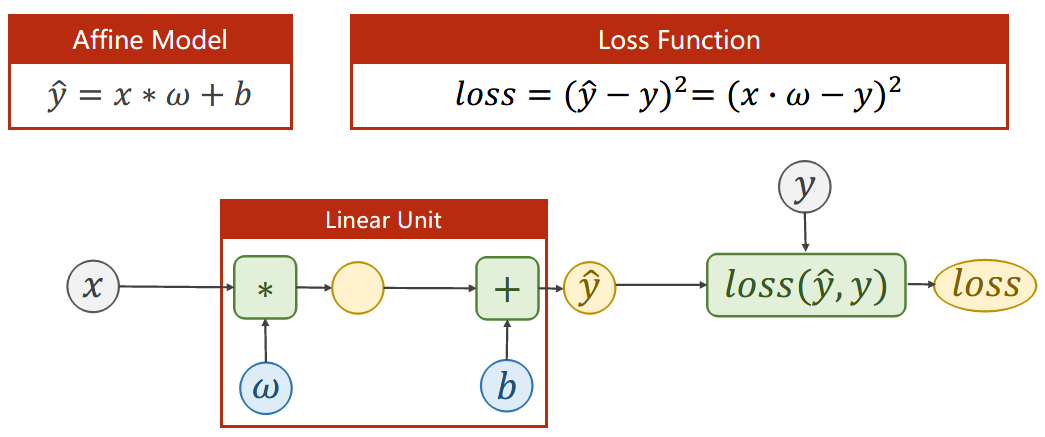 Affine Model
ŷ = x ∗ ω + b
Loss Function
loss = (ŷ − y)²= (x · ω − y)²
y
Linear Unit
x
∗
+
ŷ
loss(ŷ, y)
loss
ω
b